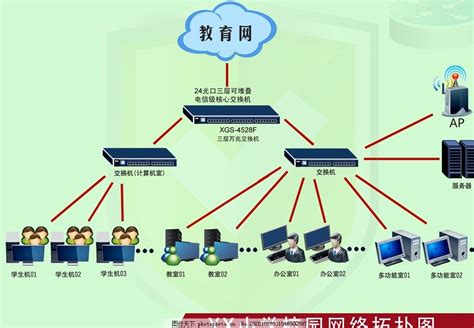 教育网
24光口三层可堆叠
电信级核心交换机
XGS-4528F
三层万兆交换机
AP
交换机(计算机室)
交换机
服务器
学生机01
学生机02
学生机03
教室01
教室02
办公室01
办公室02
多功能室01
多功能室02
XX大学校园网络拓扑图